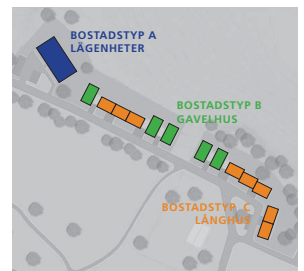 BOSTADSTYP A
LÄGENHETER
BOSTADSTYP B
GAVELHUS
BOSTADSTYP C
LÅNGHUS